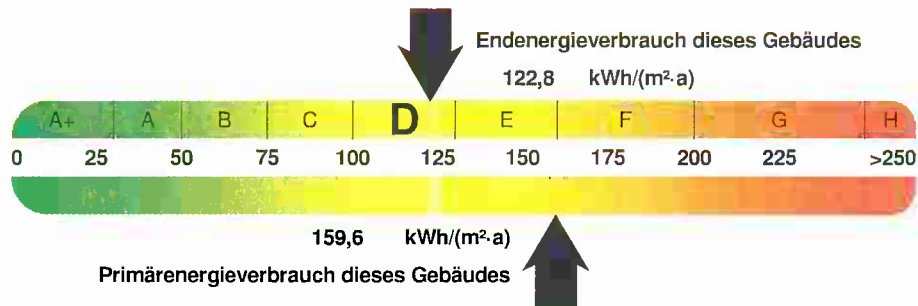 Endenergieverbrauch dieses Gebäudes
122,8 kWh/(m²·a)
A+ A B C D E F G H
0 25 50 75 100 125 150 175 200 225 >250
159,6 kWh/(m²·a)
Primärenergieverbrauch dieses Gebäudes